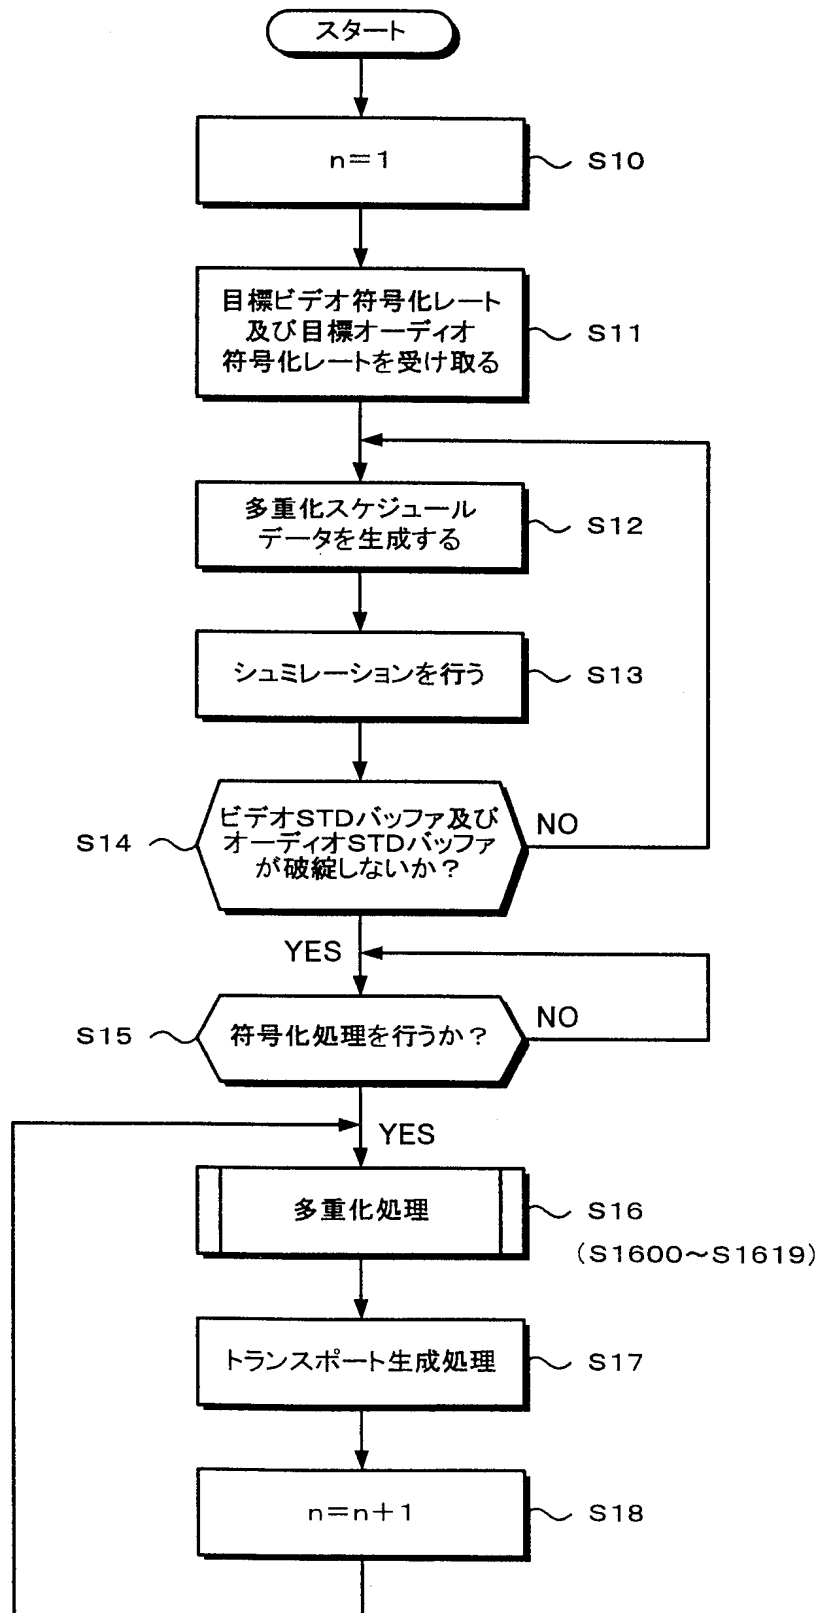 スタート
n=1
S10
目標ビデオ符号化レート
及び目標オーディオ
符号化レートを受け取る
S11
多重化スケジュール
データを生成する
S12
シュミレーションを行う
S13
ビデオSTDバッファ及び
オーディオSTDバッファ
が破綻しないか？
S14
NO
YES
符号化処理を行うか？
S15
NO
YES
多重化処理
S16
(S1600～S1619)
トランスポート生成処理
S17
n=n+1
S18